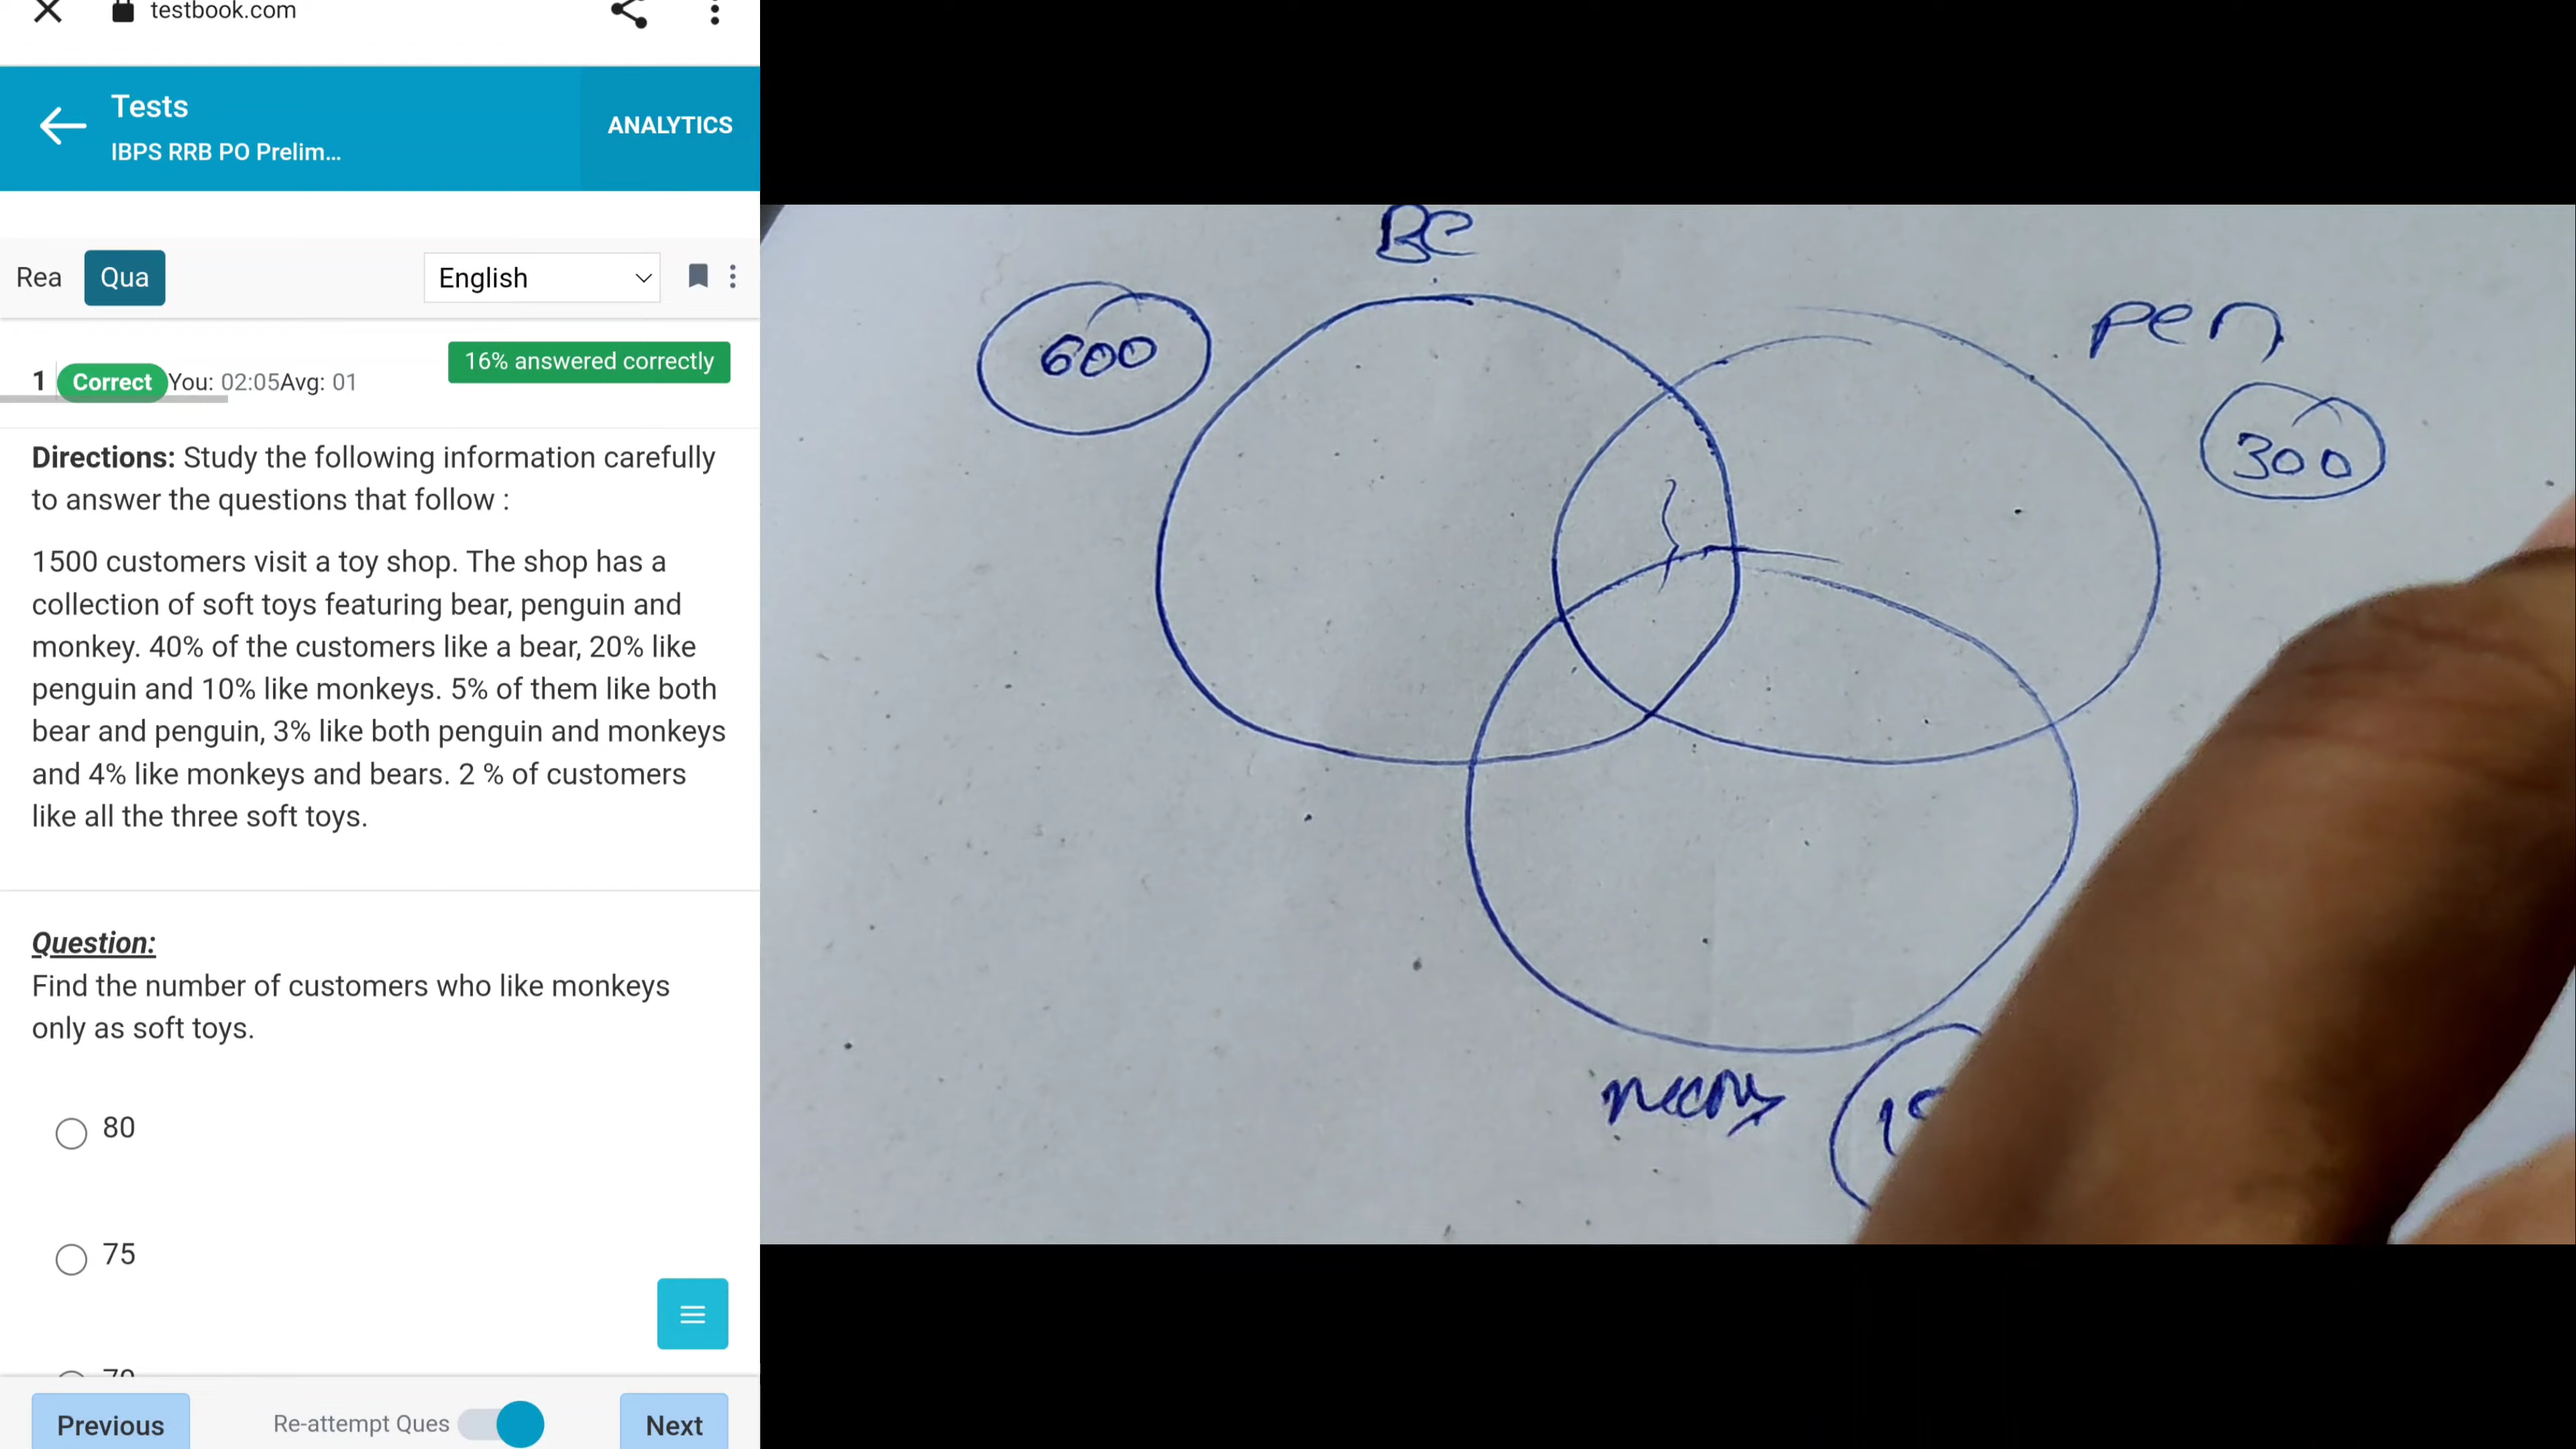 testbook.com
Tests
IBPS RRB PO Prelim...
ANALYTICS
Rea
Qua
English
1
Correct
You: 02:05Avg: 01
16% answered correctly
Directions: Study the following information carefully
to answer the questions that follow :
1500 customers visit a toy shop. The shop has a
collection of soft toys featuring bear, penguin and
monkey. 40% of the customers like a bear, 20% like
penguin and 10% like monkeys. 5% of them like both
bear and penguin, 3% like both penguin and monkeys
and 4% like monkeys and bears. 2 % of customers
like all the three soft toys.
Question:
Find the number of customers who like monkeys
only as soft toys.
80
75
Previous
Re-attempt Ques
Next
Be
600
pen
300